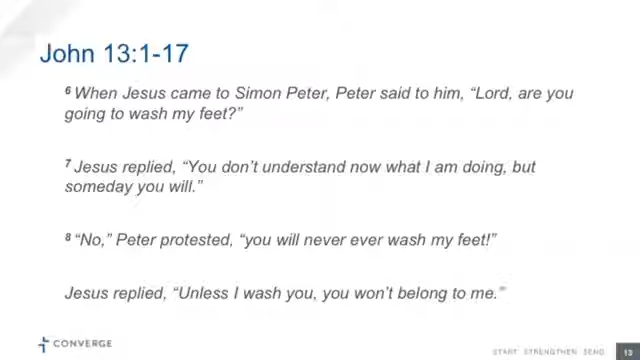 John 13:1-17
6 When Jesus came to Simon Peter, Peter said to him, “Lord, are you
going to wash my feet?”
7 Jesus replied, “You don’t understand now what I am doing, but
someday you will.”
8 “No,” Peter protested, “you will never ever wash my feet!”
Jesus replied, “Unless I wash you, you won’t belong to me.”
CONVERGE
START STRENGTHEN SEND